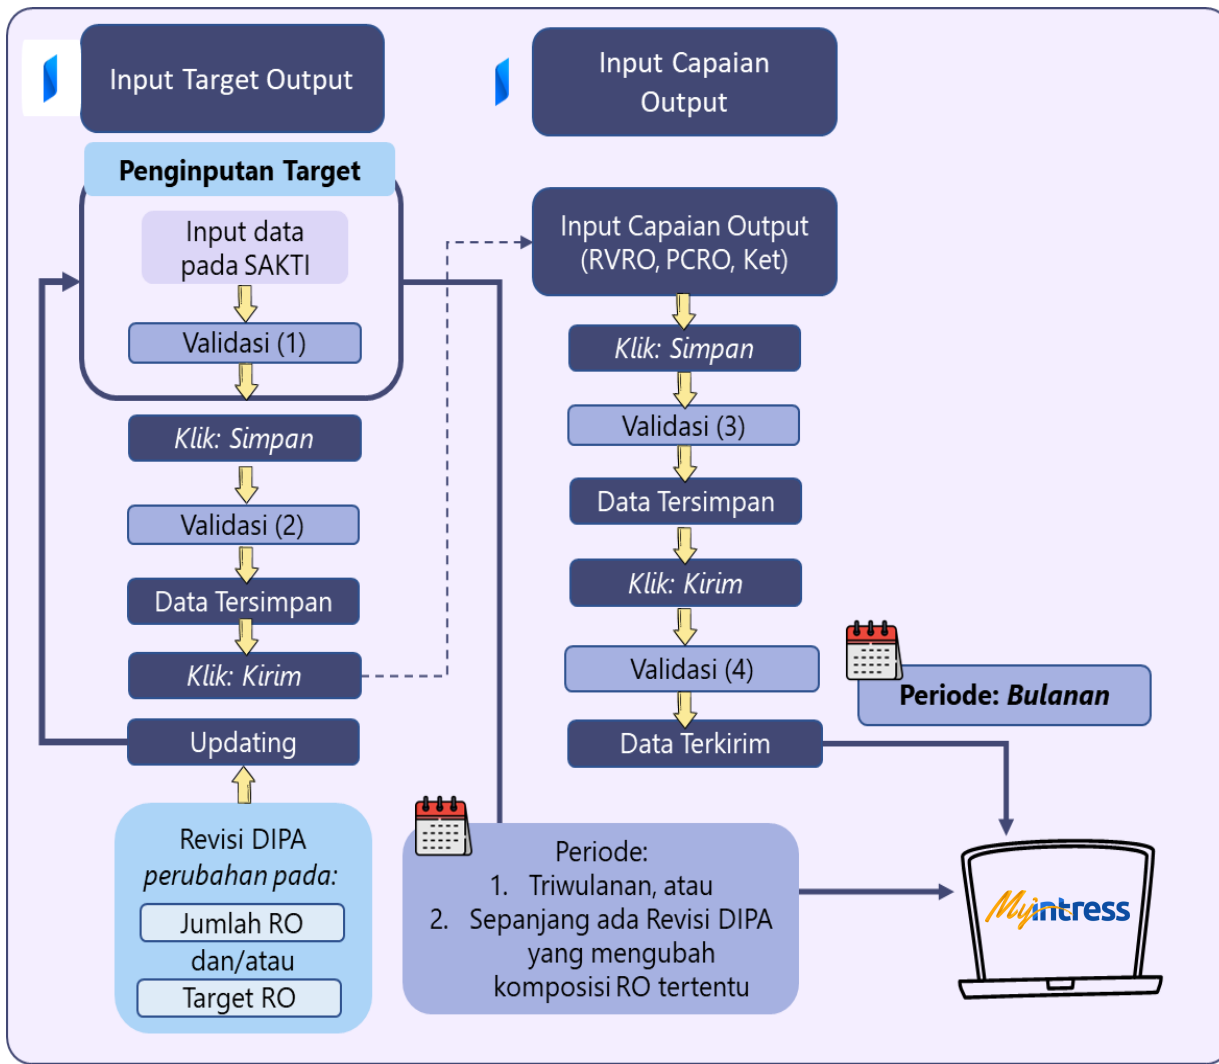 Input Target Output
Penginputan Target
Input data
pada SAKTI
Validasi (1)
Klik: Simpan
Validasi (2)
Data Tersimpan
Klik: Kirim
Updating
Revisi DIPA
perubahan pada:
Jumlah RO
dan/atau
Target RO
Input Capaian
Output
Input Capaian Output
(RVRO, PCRO, Ket)
Klik: Simpan
Validasi (3)
Data Tersimpan
Klik: Kirim
Validasi (4)
Data Terkirim
Periode: Bulanan
Periode:
1. Triwulanan, atau
2. Sepanjang ada Revisi DIPA
yang mengubah
komposisi RO tertentu
Myintress